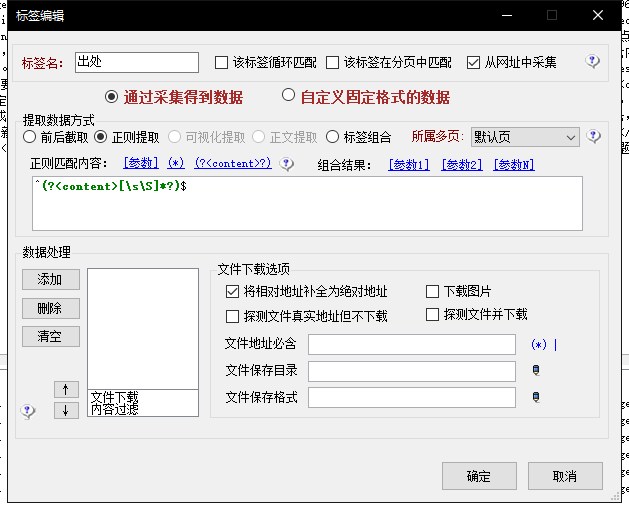 标签编辑
标签名： 出处 该标签循环匹配 该标签在分页中匹配 从网址中采集
通过采集得到数据 自定义固定格式的数据
提取数据方式
前后截取 正则提取 可视化提取 正文提取 标签组合 所属多页: 默认页
正则匹配内容： [参数] (*) (?<content>?) 组合结果： [参数1] [参数2] [参数N]
^(?<content>[\s\S]*?)$
数据处理
添加
删除
清空
↑
↓
文件下载
内容过滤
文件下载选项
将相对地址补全为绝对地址 下载图片
探测文件真实地址但不下载 探测文件并下载
文件地址必含 (*) |
文件保存目录
文件保存格式
确定 取消